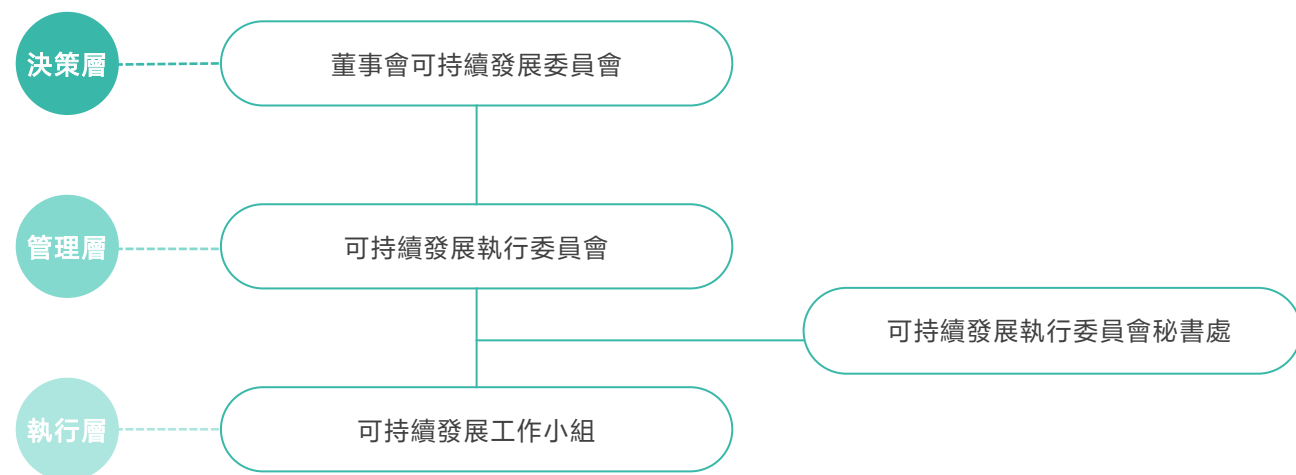 決策層
董事會可持續發展委員會
管理層
可持續發展執行委員會
可持續發展執行委員會秘書處
執行層
可持續發展工作小組